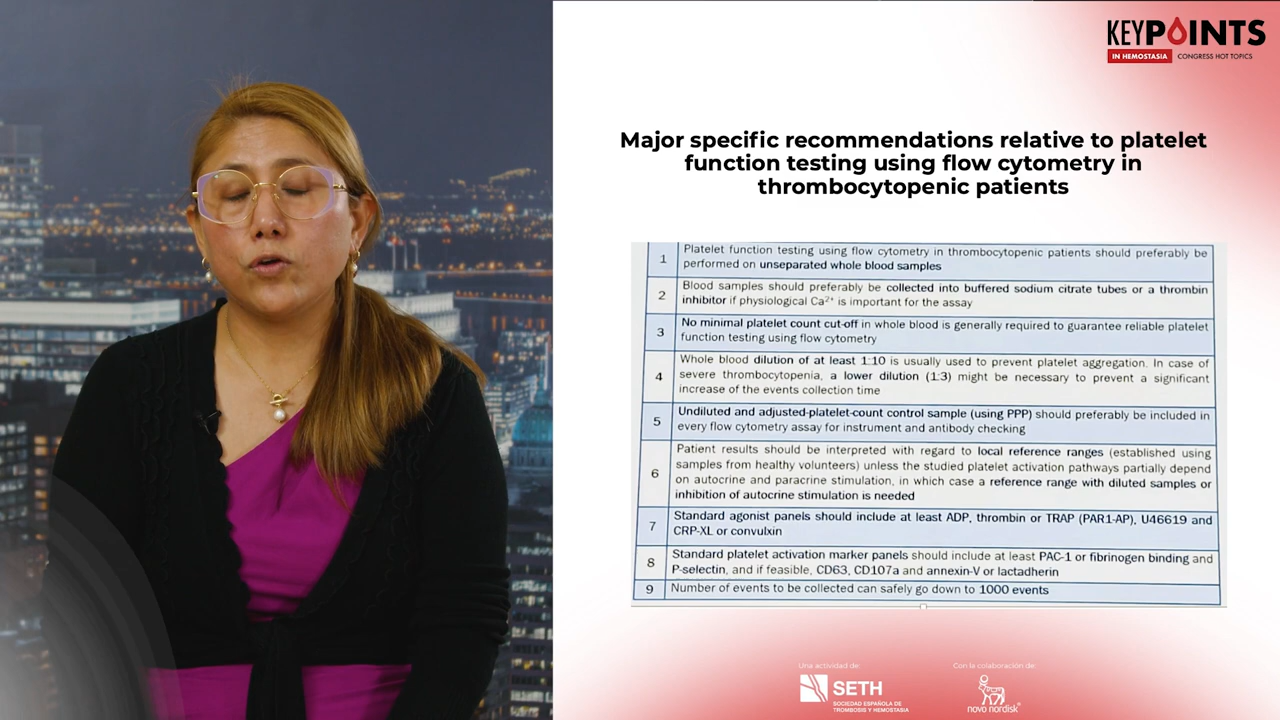 KEYPOINTS
IN HEMOSTASIA CONGRESS HOT TOPICS
Major specific recommendations relative to platelet
function testing using flow cytometry in
thrombocytopenic patients
1 Platelet function testing using flow cytometry in thrombocytopenic patients should preferably be
performed on unseparated whole blood samples
2 Blood samples should preferably be collected into buffered sodium citrate tubes or a thrombin
inhibitor if physiological Ca²⁺ is important for the assay
3 No minimal platelet count cut-off in whole blood is generally required to guarantee reliable platelet
function testing using flow cytometry
4 Whole blood dilution of at least 1:10 is usually used to prevent platelet aggregation. In case of
severe thrombocytopenia, a lower dilution (1:3) might be necessary to prevent a significant
increase of the events collection time
5 Undiluted and adjusted-platelet-count control sample (using PPP) should preferably be included in
every flow cytometry assay for instrument and antibody checking
6 Patient results should be interpreted with regard to local reference ranges (established using
samples from healthy volunteers) unless the studied platelet activation pathways partially depend
on autocrine and paracrine stimulation, in which case a reference range with diluted samples or
inhibition of autocrine stimulation is needed
7 Standard agonist panels should include at least ADP, thrombin or TRAP (PAR1-AP), U46619 and
CRP-XL or convulxin
8 Standard platelet activation marker panels should include at least PAC-1 or fibrinogen binding and
P-selectin, and if feasible, CD63, CD107a and annexin-V or lactadherin
9 Number of events to be collected can safely go down to 1000 events
Una actividad de:
SETH
SOCIEDAD ESPAÑOLA DE
TROMBOSIS Y HEMOSTASIA
Con la colaboración de:
novo nordisk®